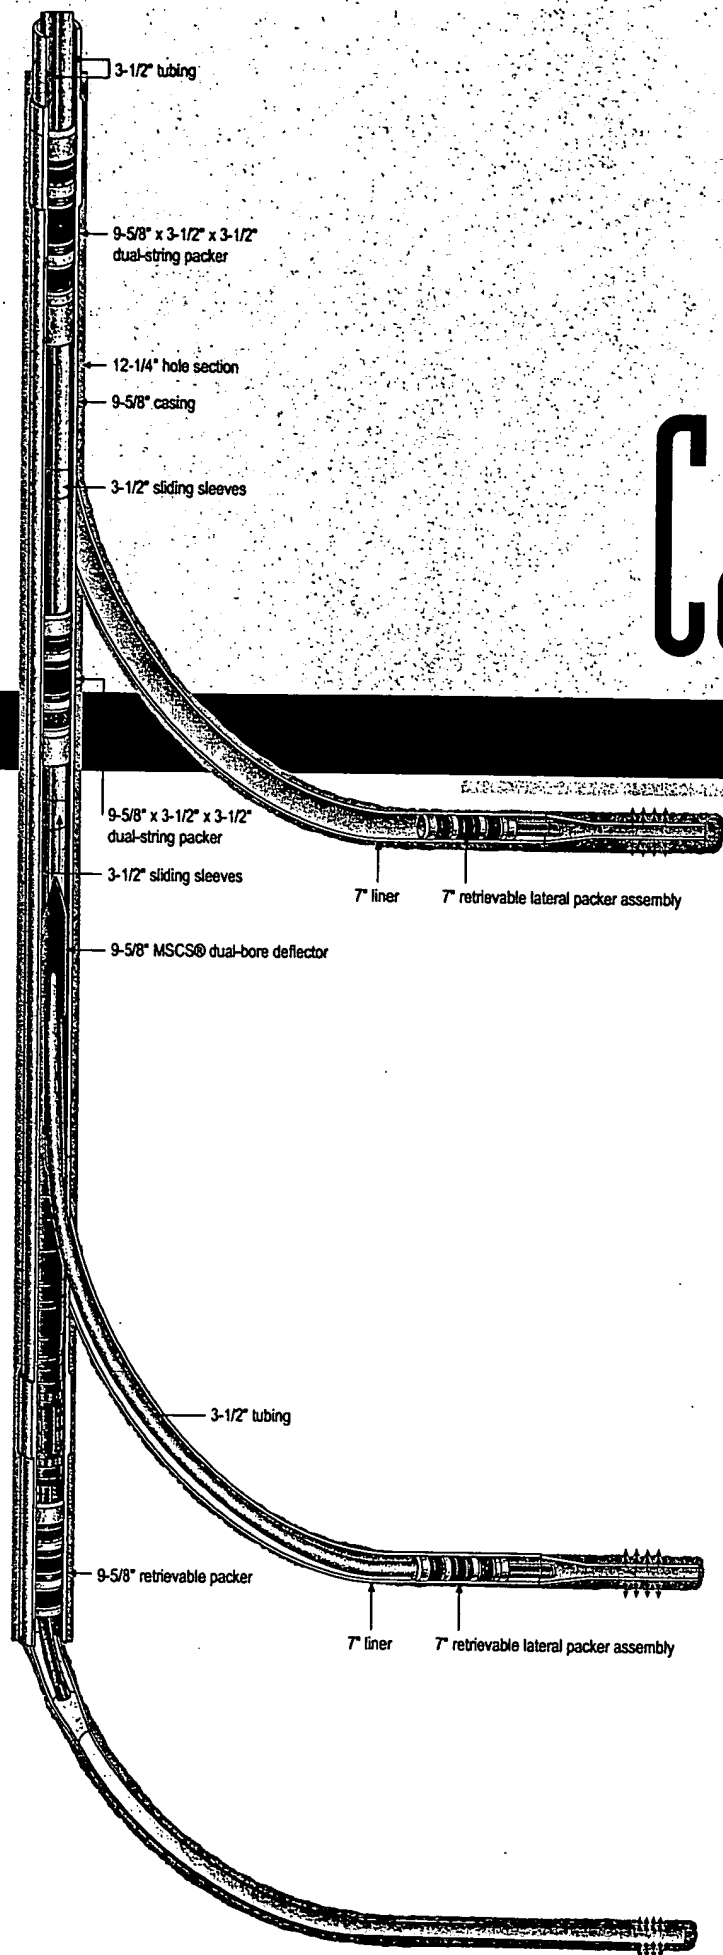 3-1/2" tubing
9-5/8" x 3-1/2" x 3-1/2"
dual-string packer
12-1/4" hole section
9-5/8" casing
3-1/2" sliding sleeves
9-5/8" x 3-1/2" x 3-1/2"
dual-string packer
3-1/2" sliding sleeves
7" liner
7" retrievable lateral packer assembly
9-5/8" MSCS® dual-bore deflector
3-1/2" tubing
9-5/8" retrievable packer
7" liner
7" retrievable lateral packer assembly